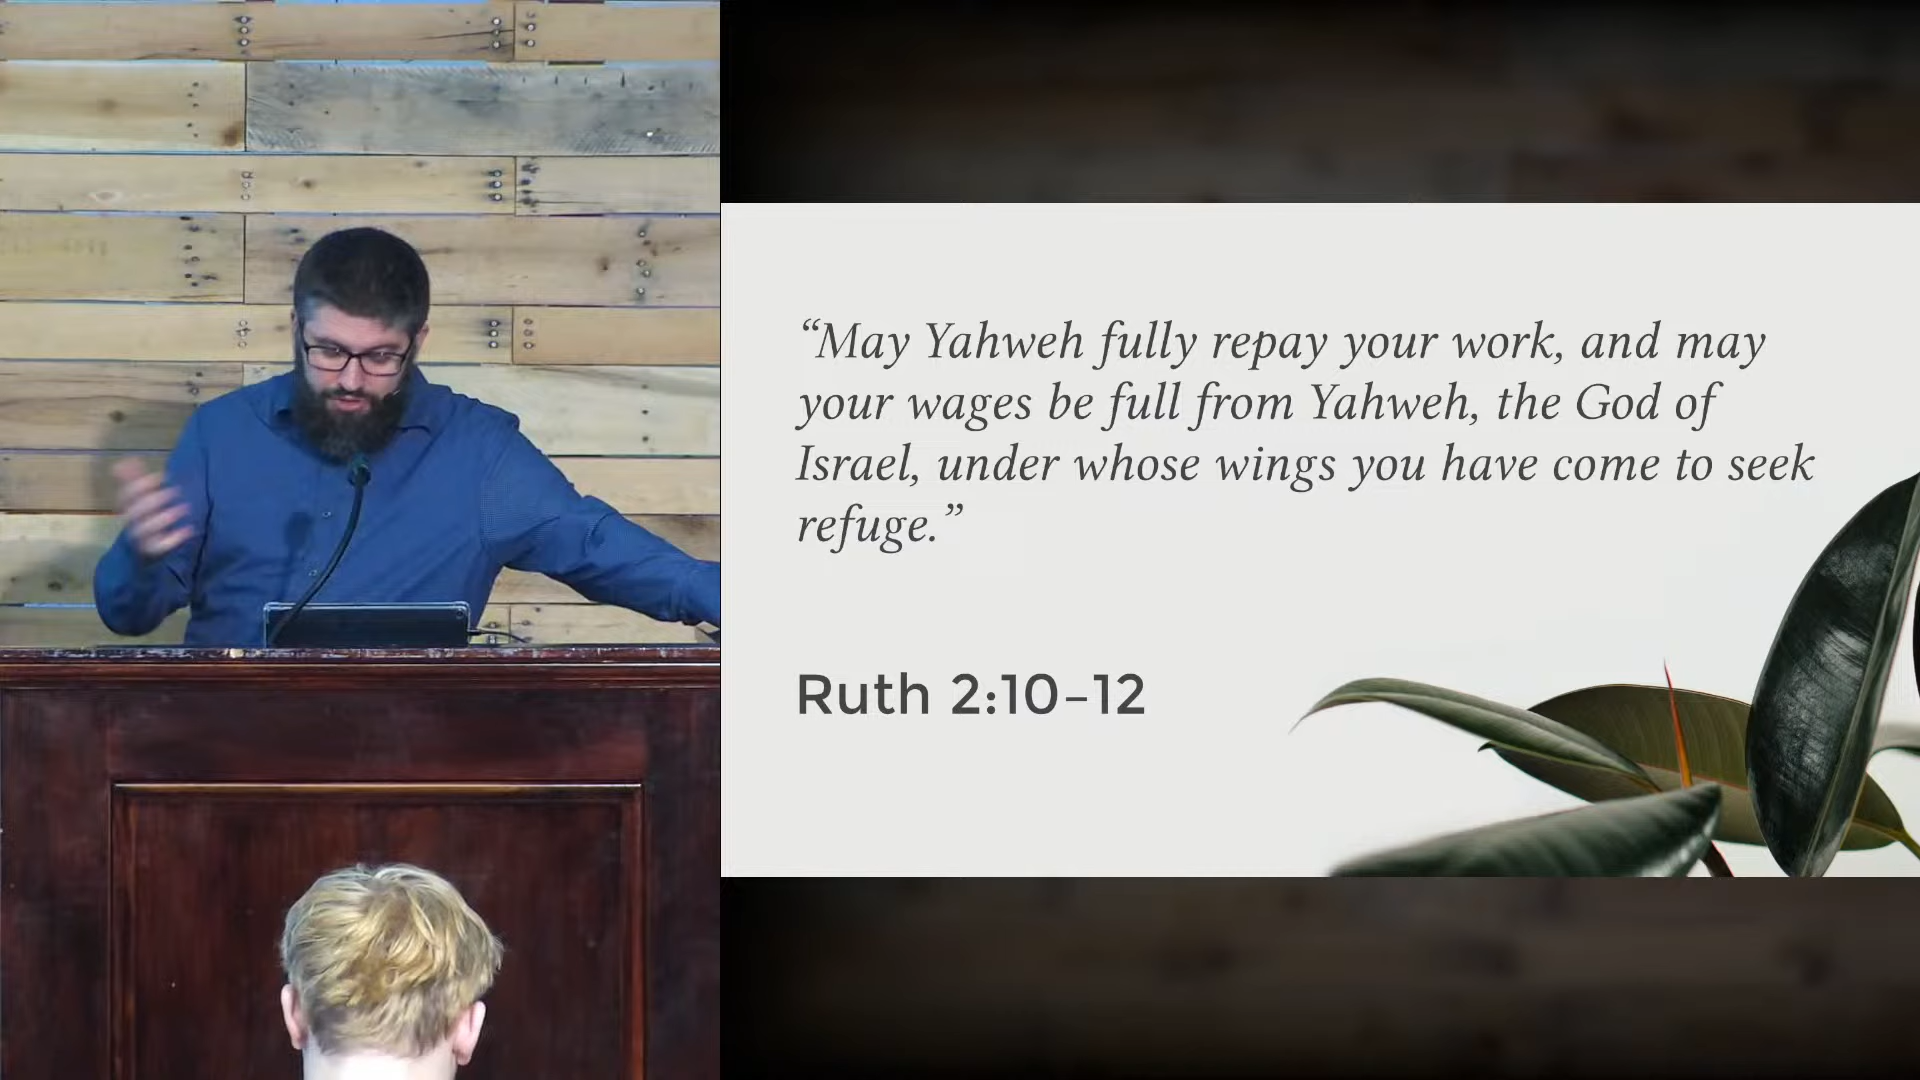 “May Yahweh fully repay your work, and may
your wages be full from Yahweh, the God of
Israel, under whose wings you have come to seek
refuge.”
Ruth 2:10–12